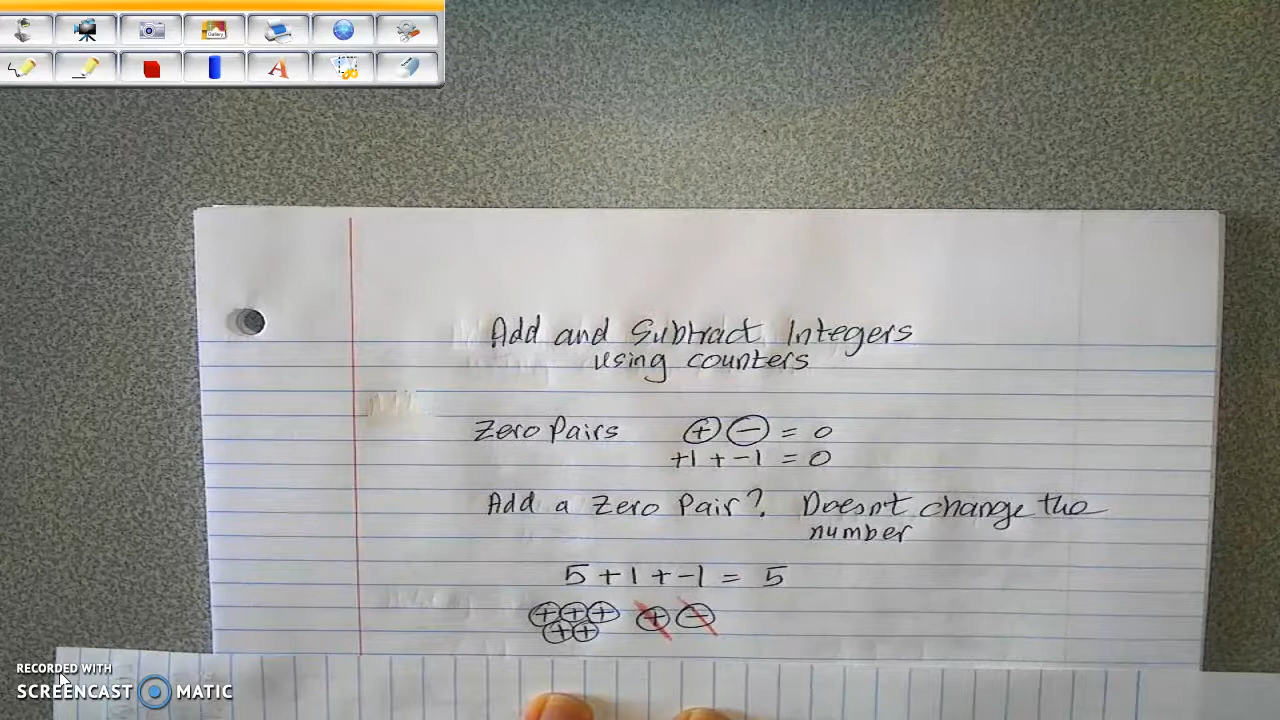 Gallery
A
Add and Subtract Integers
using counters
Zero Pairs + − = 0
+1 + −1 = 0
Add a Zero Pair? Doesn't change the
number
5 + 1 + −1 = 5
+ + + + −
+ +
RECORDED WITH
SCREENCAST MATIC